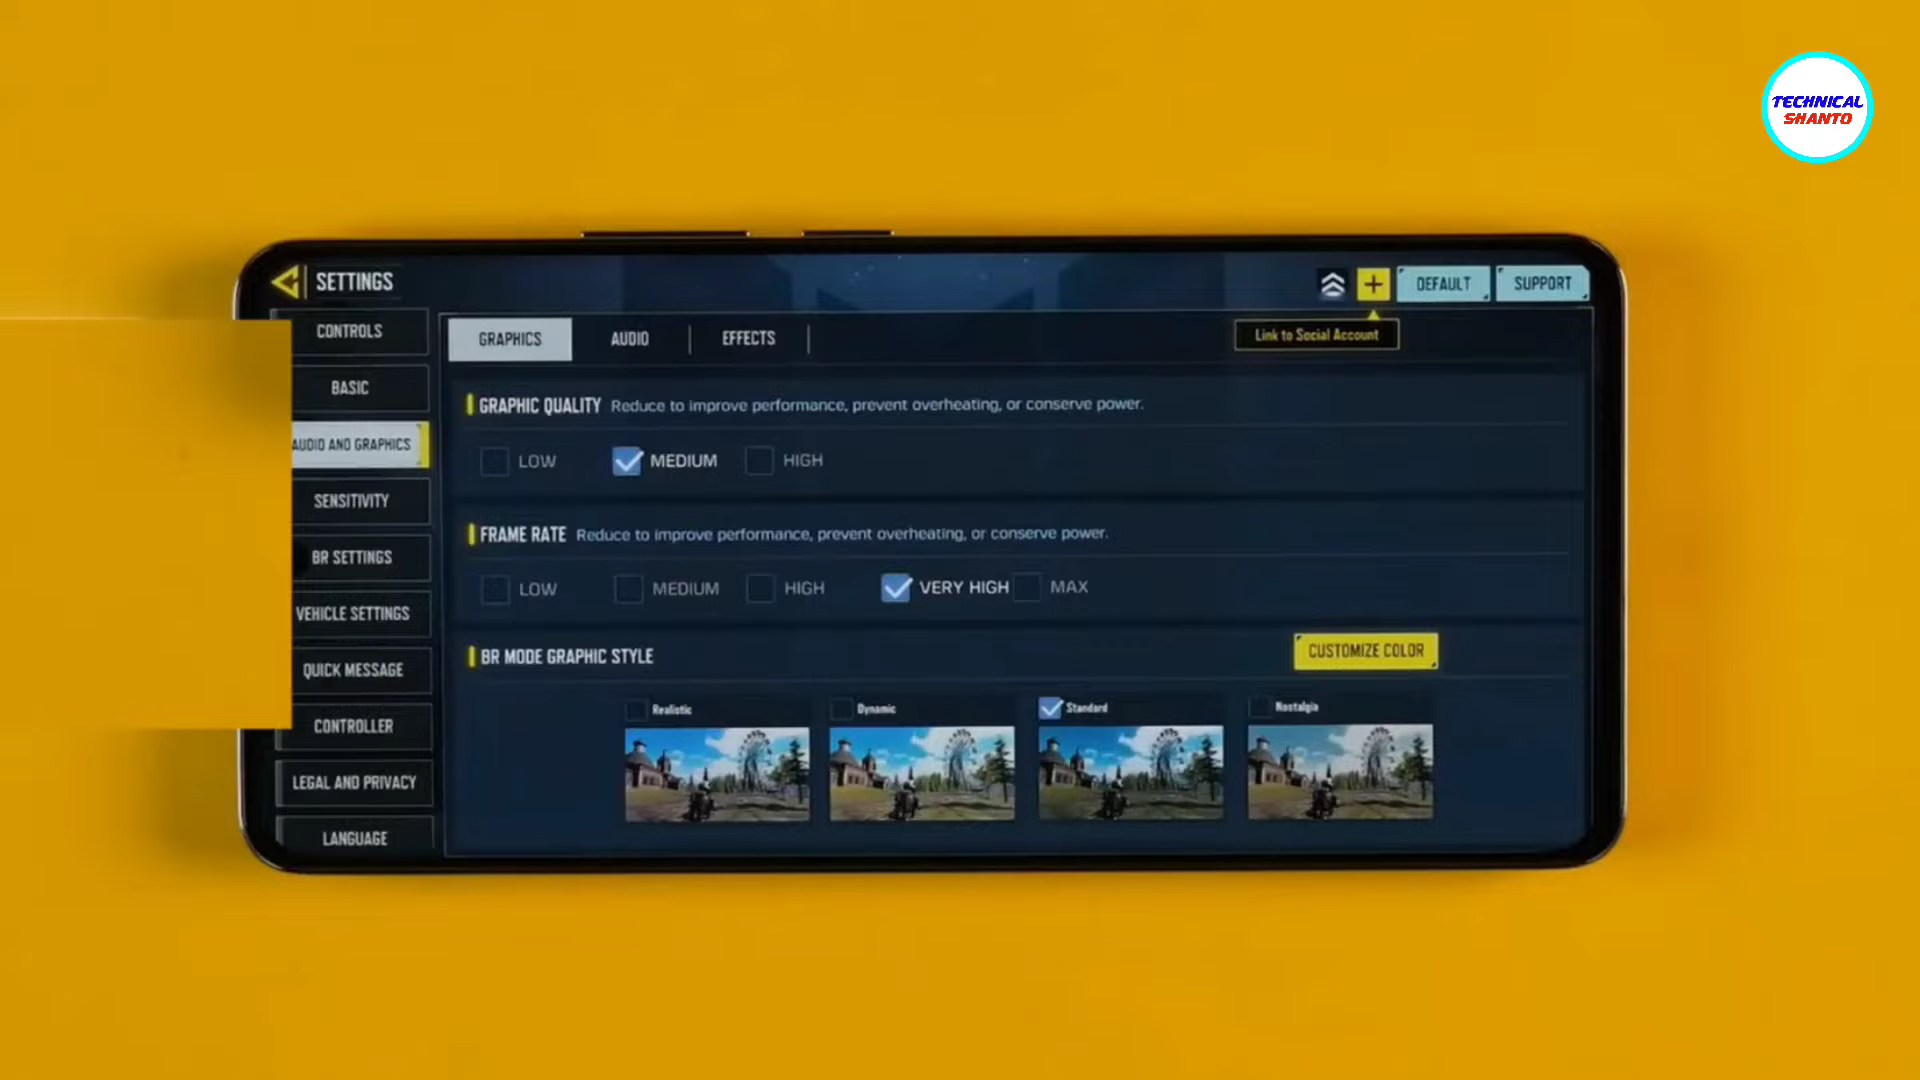 TECHNICAL
SHANTO
SETTINGS
DEFAULT
SUPPORT
Link to Social Account
CONTROLS
BASIC
AUDIO AND GRAPHICS
SENSITIVITY
BR SETTINGS
VEHICLE SETTINGS
QUICK MESSAGE
CONTROLLER
LEGAL AND PRIVACY
LANGUAGE
GRAPHICS
AUDIO
EFFECTS
GRAPHIC QUALITY Reduce to improve performance, prevent overheating, or conserve power.
LOW MEDIUM HIGH
FRAME RATE Reduce to improve performance, prevent overheating, or conserve power.
LOW MEDIUM HIGH VERY HIGH MAX
BR MODE GRAPHIC STYLE
CUSTOMIZE COLOR
Realistic Dynamic Standard Nostalgia